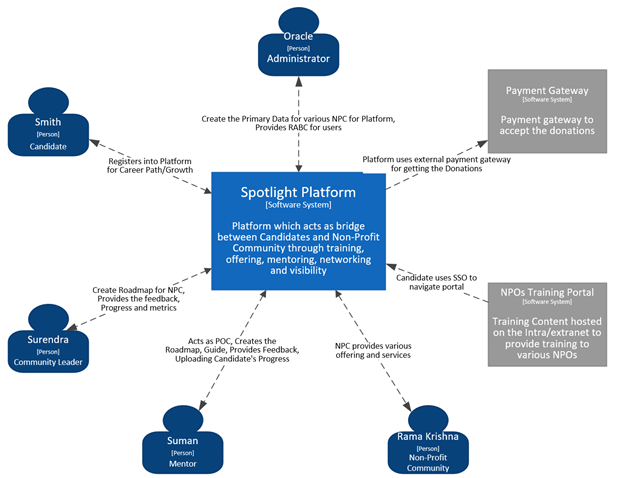 Oracle
[Person]
Administrator
Smith
[Person]
Candidate
Create the Primary Data for various NPC for Platform,
Provides RABC for users
Payment Gateway
[Software System]
Payment gateway to
accept the donations
Registers into Platform
for Career Path/Growth
Platform uses external payment gateway
for getting the Donations
Spotlight Platform
[Software System]
Platform which acts as bridge
between Candidates and Non-Profit
Community through training,
offering, mentoring, networking
and visibility
Candidate uses SSO to
navigate portal
NPOs Training Portal
[Software System]
Training Content hosted
on the Intra/extranet to
provide training to
various NPOs
Create Roadmap for NPC,
Provides the feedback,
Progress and metrics
Surendra
[Person]
Community Leader
Acts as POC, Creates the
Roadmap, Guide, Provides Feedback,
Uploading Candidate's Progress
NPC provides various
offering and services
Suman
[Person]
Mentor
Rama Krishna
[Person]
Non-Profit
Community